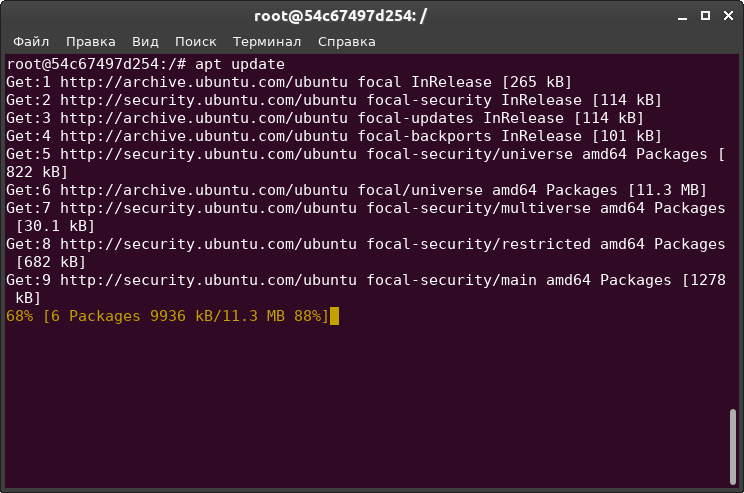 root@54c67497d254: /
Файл Правка Вид Поиск Терминал Справка
root@54c67497d254:/# apt update
Get:1 http://archive.ubuntu.com/ubuntu focal InRelease [265 kB]
Get:2 http://security.ubuntu.com/ubuntu focal-security InRelease [114 kB]
Get:3 http://archive.ubuntu.com/ubuntu focal-updates InRelease [114 kB]
Get:4 http://archive.ubuntu.com/ubuntu focal-backports InRelease [101 kB]
Get:5 http://security.ubuntu.com/ubuntu focal-security/universe amd64 Packages [
822 kB]
Get:6 http://archive.ubuntu.com/ubuntu focal/universe amd64 Packages [11.3 MB]
Get:7 http://security.ubuntu.com/ubuntu focal-security/multiverse amd64 Packages
 [30.1 kB]
Get:8 http://security.ubuntu.com/ubuntu focal-security/restricted amd64 Packages
 [682 kB]
Get:9 http://security.ubuntu.com/ubuntu focal-security/main amd64 Packages [1278
 kB]
68% [6 Packages 9936 kB/11.3 MB 88%]